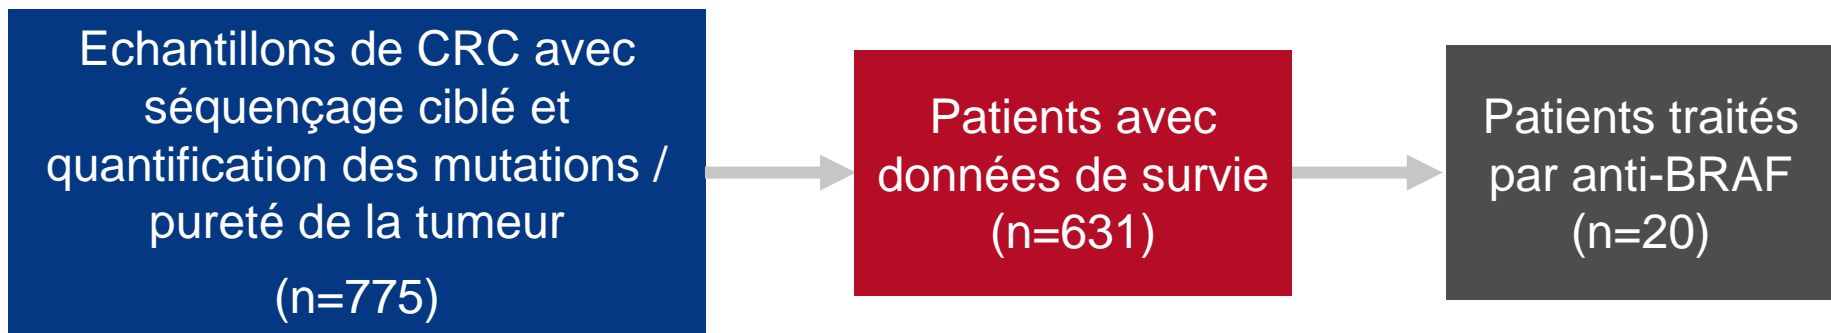 Echantillons de CRC avec
séquençage ciblé et
quantification des mutations /
pureté de la tumeur
(n=775)
Patients avec
données de survie
(n=631)
Patients traités
par anti-BRAF
(n=20)